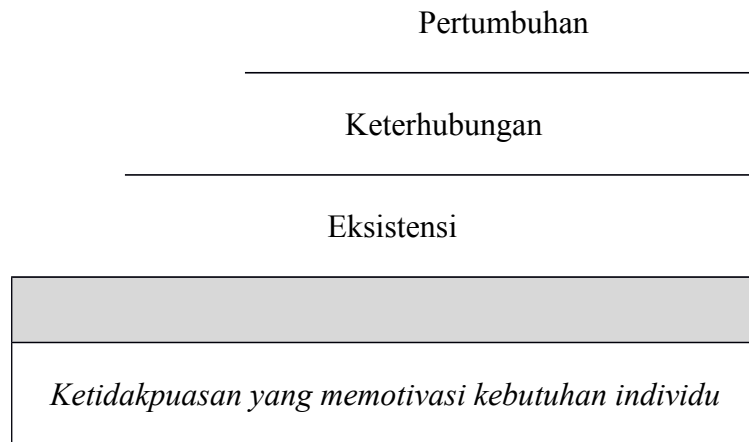 Pertumbuhan
Keterhubungan
Eksistensi
Ketidakpuasan yang memotivasi kebutuhan individu